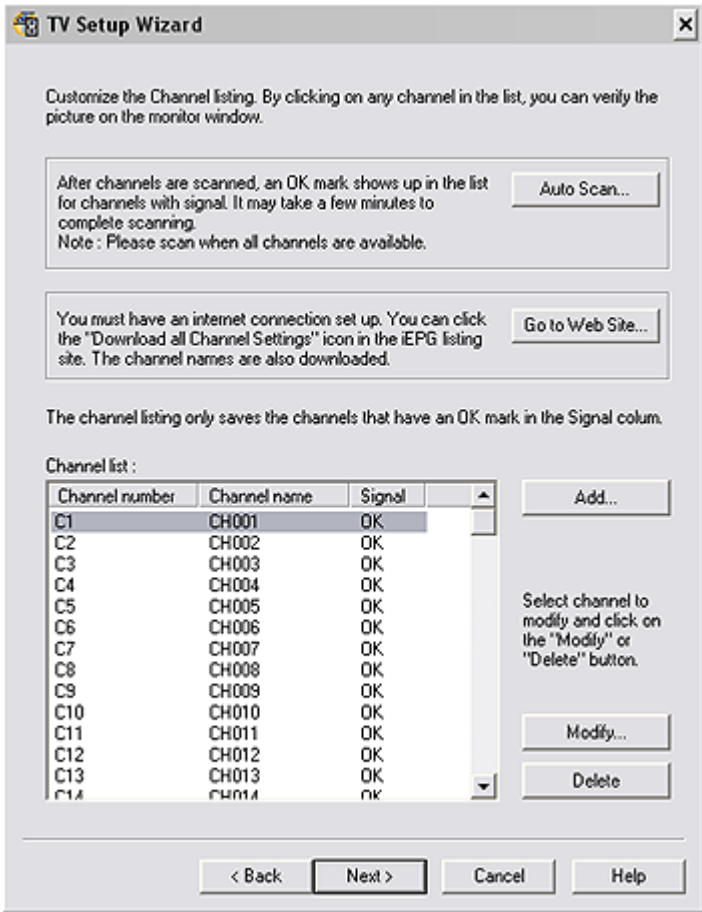 TV Setup Wizard
Customize the Channel listing. By clicking on any channel in the list, you can verify the
picture on the monitor window.
After channels are scanned, an OK mark shows up in the list
for channels with signal. It may take a few minutes to
complete scanning.
Note : Please scan when all channels are available.
Auto Scan...
You must have an internet connection set up. You can click
the "Download all Channel Settings" icon in the iEPG listing
site. The channel names are also downloaded.
Go to Web Site...
The channel listing only saves the channels that have an OK mark in the Signal colum.
Channel list :
Channel number Channel name Signal
C1 CH001 OK
C2 CH002 OK
C3 CH003 OK
C4 CH004 OK
C5 CH005 OK
C6 CH006 OK
C7 CH007 OK
C8 CH008 OK
C9 CH009 OK
C10 CH010 OK
C11 CH011 OK
C12 CH012 OK
C13 CH013 OK
C14 CH014 OK
Add...
Select channel to
modify and click on
the "Modify" or
"Delete" button.
Modify...
Delete
< Back
Next >
Cancel
Help